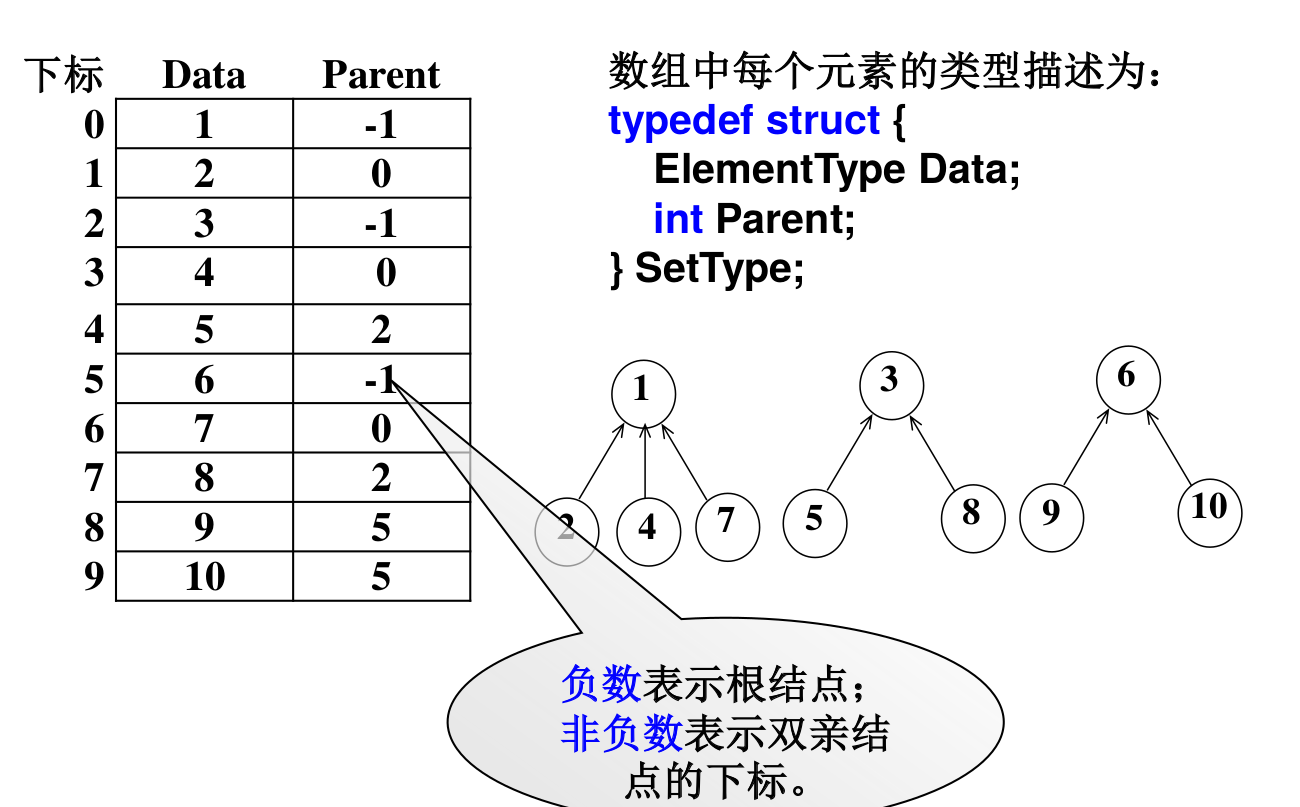 下标 Data Parent
0 1 -1
1 2 0
2 3 -1
3 4 0
4 5 2
5 6 -1
6 7 0
7 8 2
8 9 5
9 10 5
数组中每个元素的类型描述为：
typedef struct {
ElementType Data;
int Parent;
} SetType;
1
3
6
2
4
7
5
8
9
10
负数表示根结点；
非负数表示双亲结
点的下标。